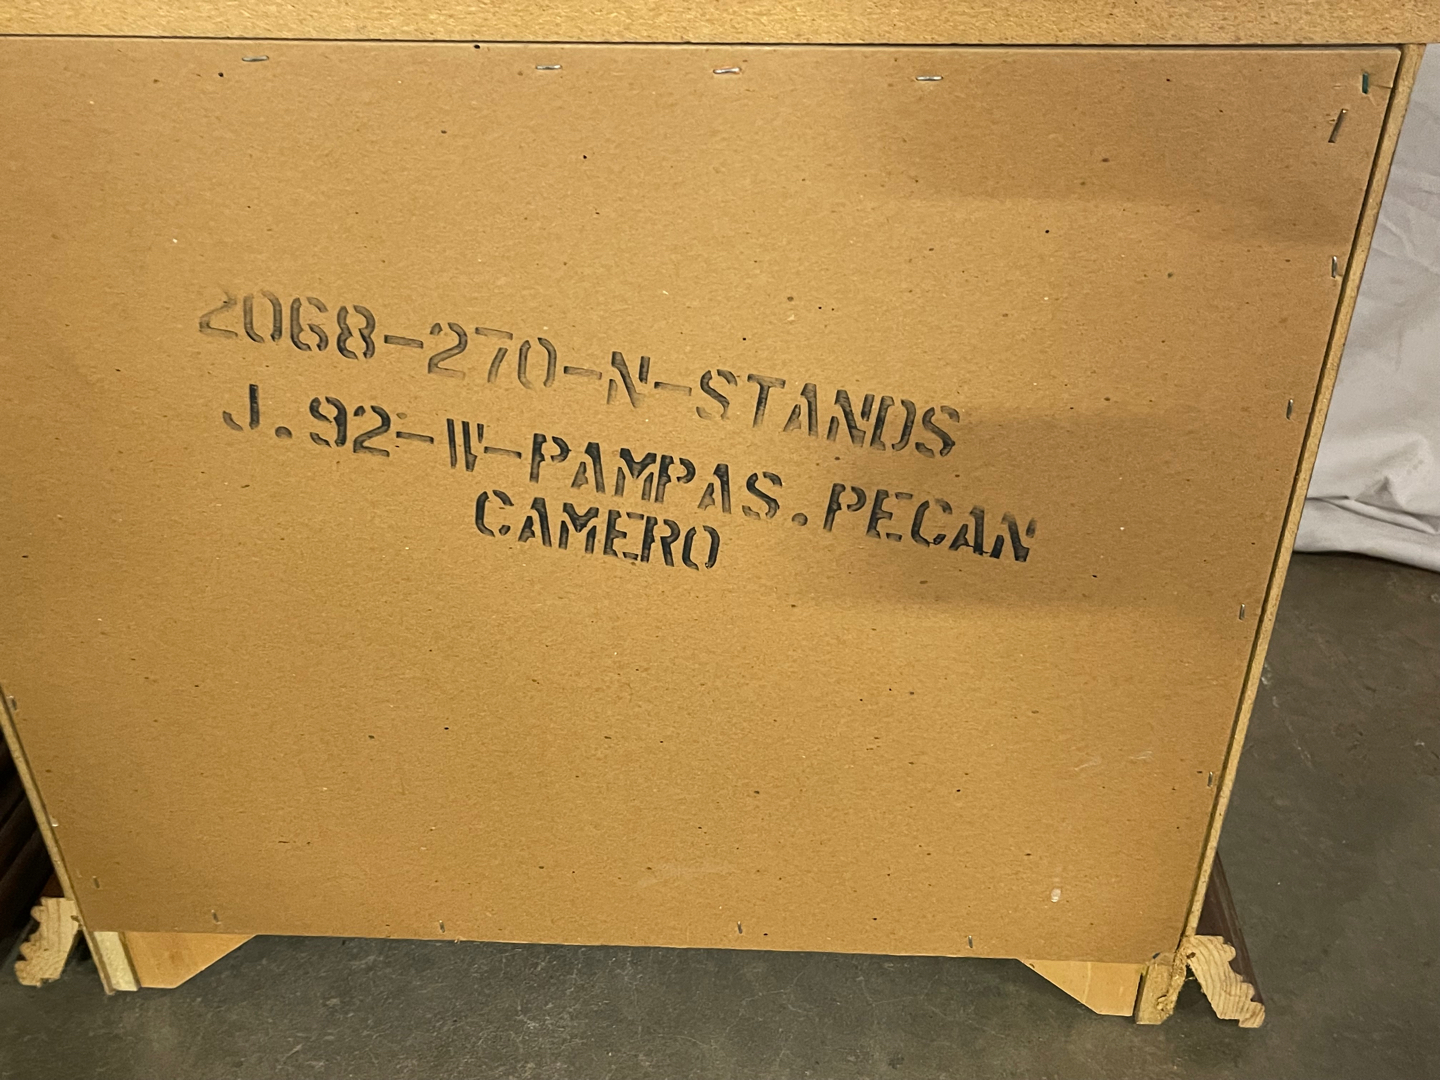 2068-270-N-STANDS
J.92-W-PAMPAS.PECAN
CAMERO